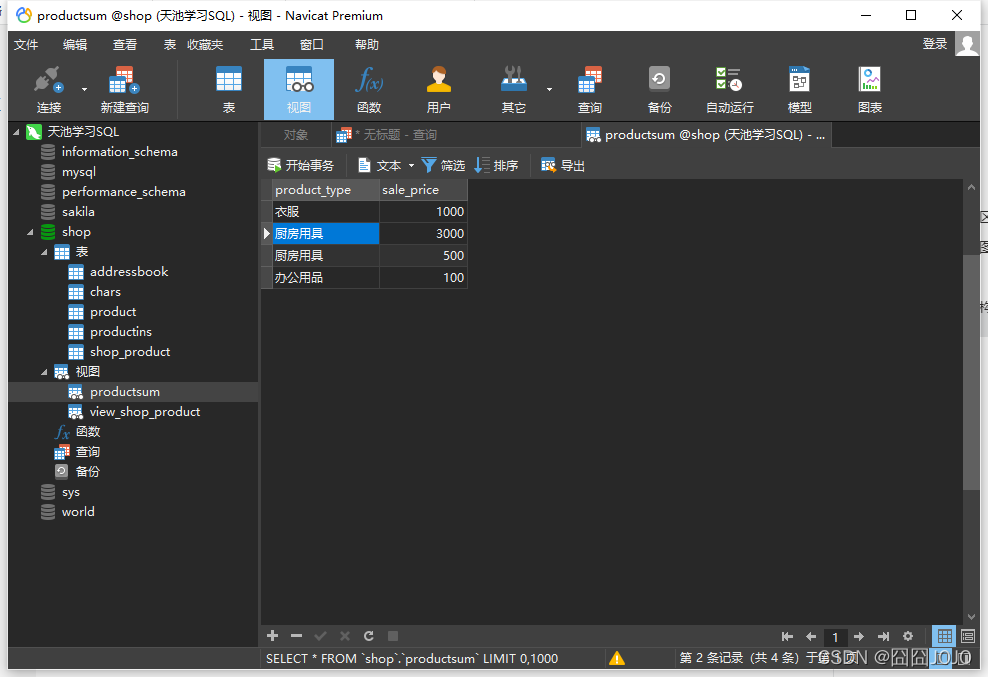 productsum @shop (天池学习SQL) - 视图 - Navicat Premium
文件 编辑 查看 表 收藏夹 工具 窗口 帮助 登录
连接 新建查询 表 视图 函数 用户 其它 查询 备份 自动运行 模型 图表
天池学习SQL
information_schema
mysql
performance_schema
sakila
shop
表
addressbook
chars
product
productins
shop_product
视图
productsum
view_shop_product
函数
查询
备份
sys
world
对象 * 无标题 - 查询 productsum @shop (天池学习SQL) - ...
开始事务 文本 筛选 排序 导出
product_type sale_price
衣服 1000
厨房用具 3000
厨房用具 500
办公用品 100
1
SELECT * FROM `shop`.`productsum` LIMIT 0,1000
第 2 条记录 (共 4 条) 于第 1 页
CSDN @囧囧JOJO